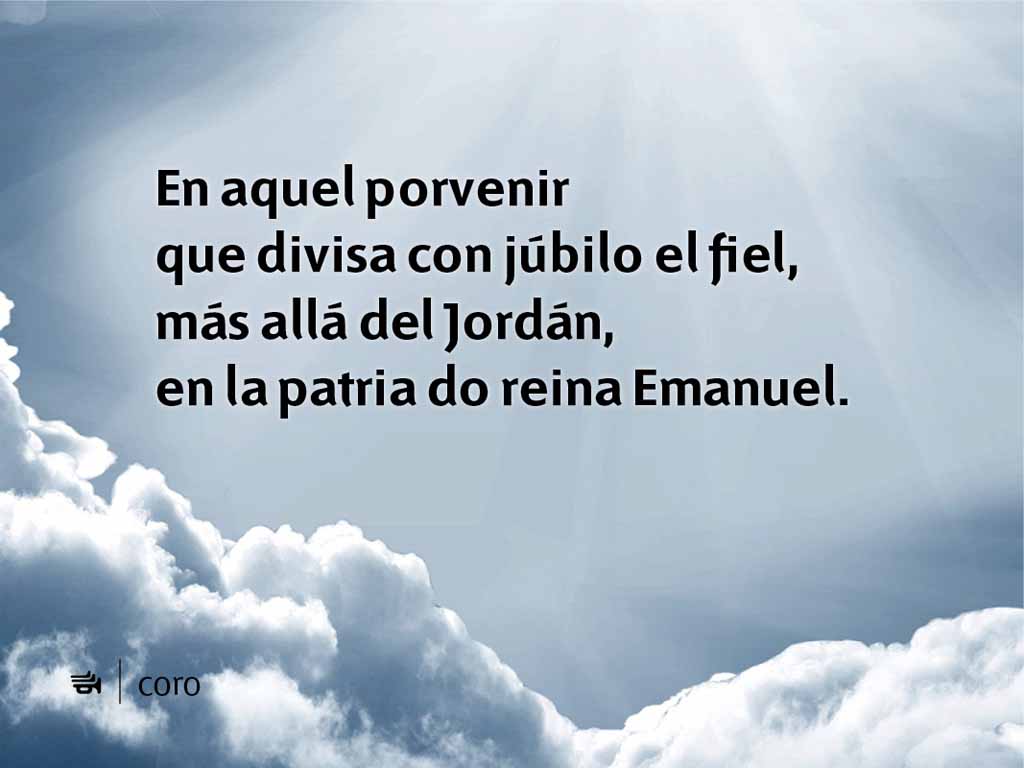 En aquel porvenir
que divisa con júbilo el fiel,
más allá del Jordán,
en la patria do reina Emanuel.
coro